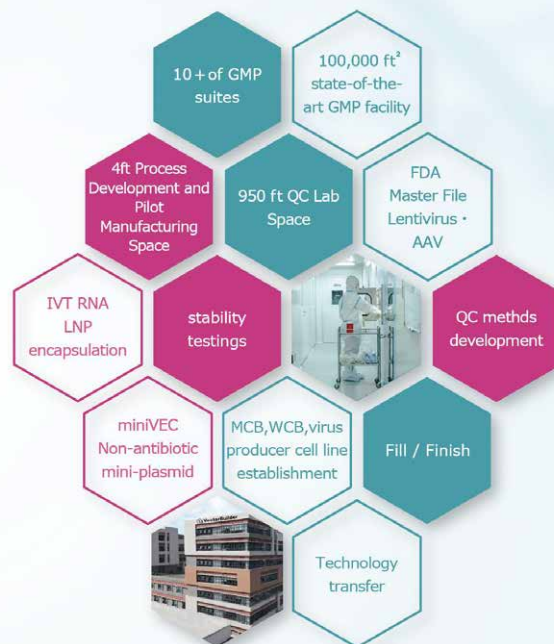 10+of GMP
suites
100,000 ft²
state-of-the-
art GMP facility
4ft Process
Development and
Pilot
Manufacturing
Space
950 ft QC Lab
Space
FDA
Master File
Lentivirus・
AAV
IVT RNA
LNP
encapsulation
stability
testings
QC methds
development
miniVEC
Non-antibiotic
mini-plasmid
MCB,WCB,virus
producer cell line
establishment
Fill / Finish
VectorBuilder
Technology
transfer